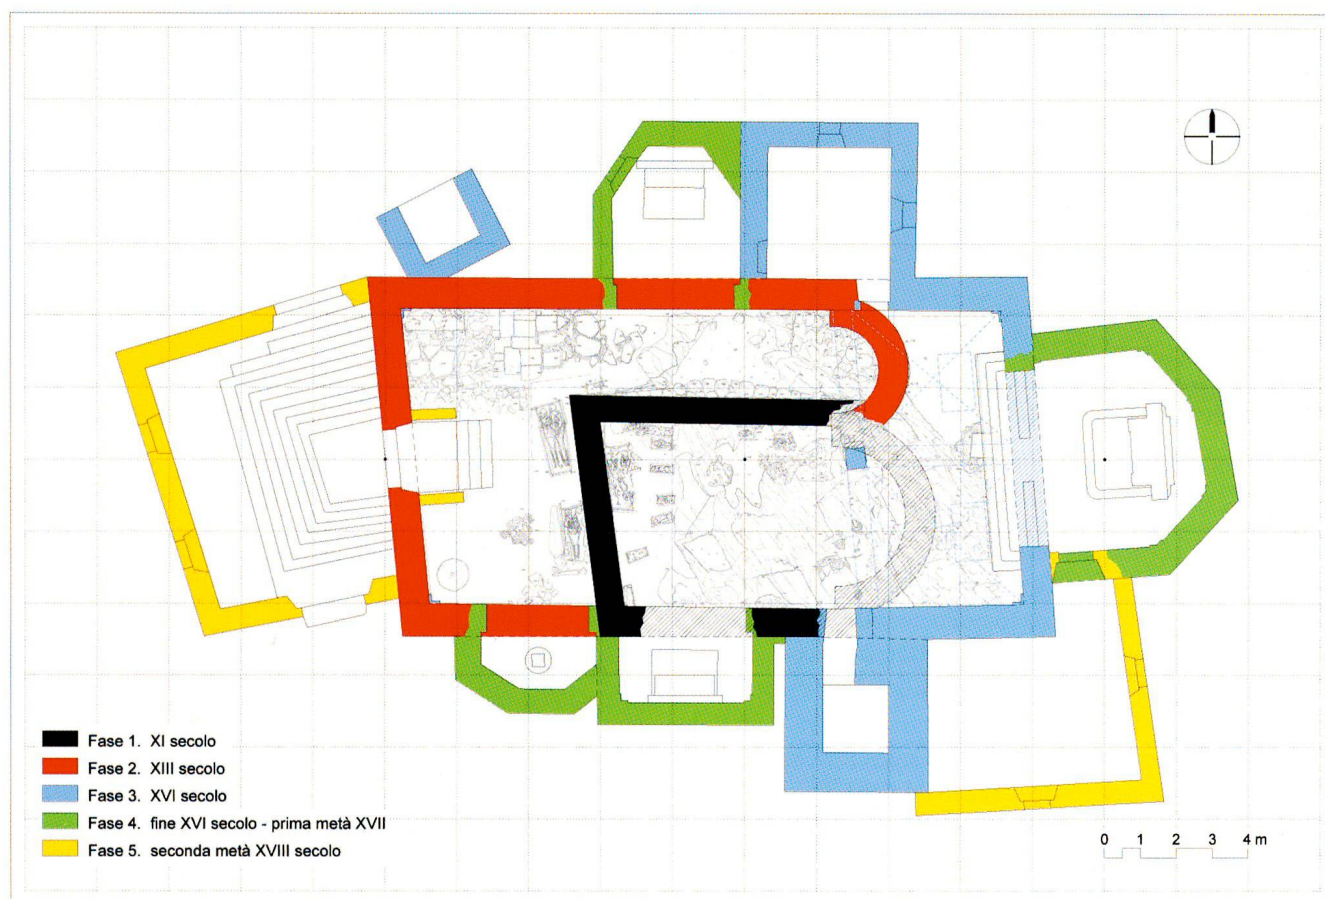 Fase 1. XI secolo
Fase 2. XIII secolo
Fase 3. XVI secolo
Fase 4. fine XVI secolo - prima metà XVII
Fase 5. seconda metà XVIII secolo
0 1 2 3 4 m